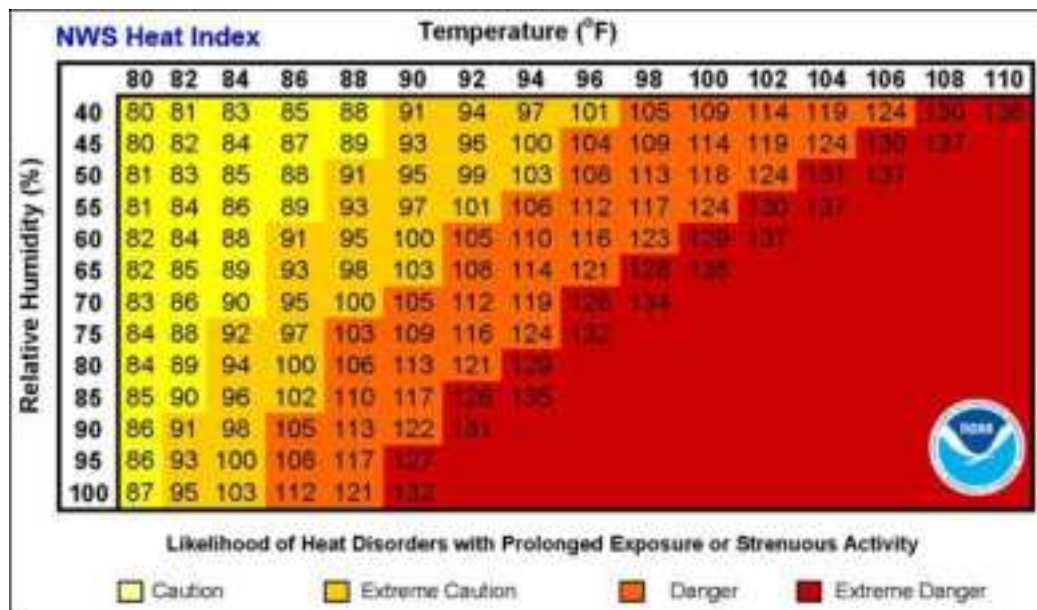 NWS Heat Index Temperature (°F)
80 82 84 86 88 90 92 94 96 98 100 102 104 106 108 110
Relative Humidity (%)
40 80 81 83 85 88 91 94 97 101 105 109 114 119 124 130 136
45 80 82 84 87 89 93 96 100 104 109 114 119 124 130 137
50 81 83 85 88 91 95 99 103 108 113 118 124 131 137
55 81 84 86 89 93 97 101 106 112 117 124 130 137
60 82 84 88 91 95 100 105 110 116 123 129 137
65 82 85 89 93 98 103 108 114 121 128 136
70 83 86 90 95 100 105 112 119 126 134
75 84 88 92 97 103 109 116 124 132
80 84 89 94 100 106 113 121 129
85 85 90 96 102 110 117 126 135
90 86 91 98 105 113 122 131
95 86 93 100 108 117 127
100 87 95 103 112 121 132
noaa
Likelihood of Heat Disorders with Prolonged Exposure or Strenuous Activity
Caution Extreme Caution Danger Extreme Danger